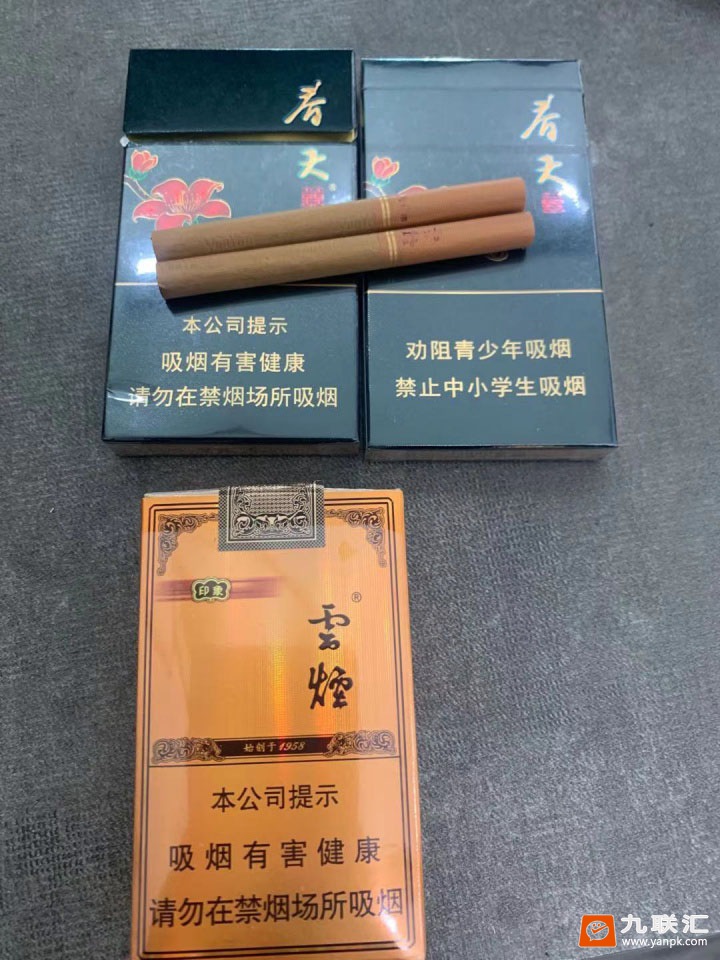 春
天
®
本公司提示
吸烟有害健康
请勿在禁烟场所吸烟
春
天
劝阻青少年吸烟
禁止中小学生吸烟
印象
雲
®
煙
始创于1958
本公司提示
吸烟有害健康
请勿在禁烟场所吸烟
九联汇
www.yanpk.com